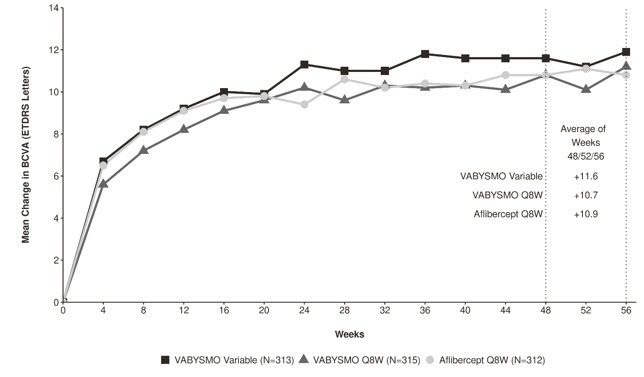 Mean Change in BCVA (ETDRS Letters)
14
12
10
8
6
4
2
0
0 4 8 12 16 20 24 28 32 36 40 44 48 52 56
Average of
Weeks
48/52/56
VABYSMO Variable +11.6
VABYSMO Q8W +10.7
Aflibercept Q8W +10.9
Weeks
VABYSMO Variable (N=313) VABYSMO Q8W (N=315) Aflibercept Q8W (N=312)